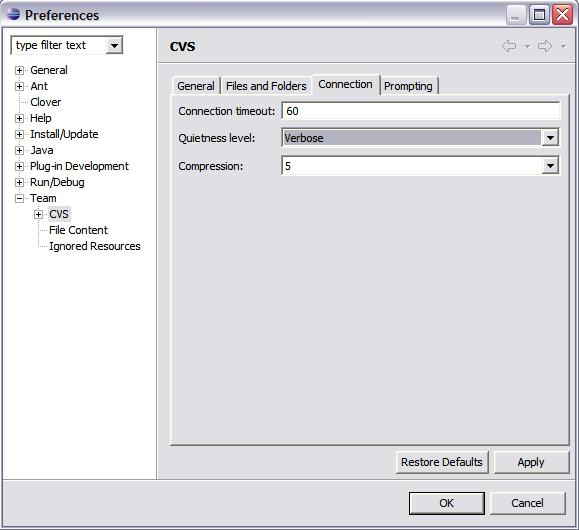 Preferences
type filter text
General
Ant
Clover
Help
Install/Update
Java
Plug-in Development
Run/Debug
Team
CVS
File Content
Ignored Resources
CVS
General Files and Folders Connection Prompting
Connection timeout: 60
Quietness level: Verbose
Compression: 5
Restore Defaults Apply
OK Cancel